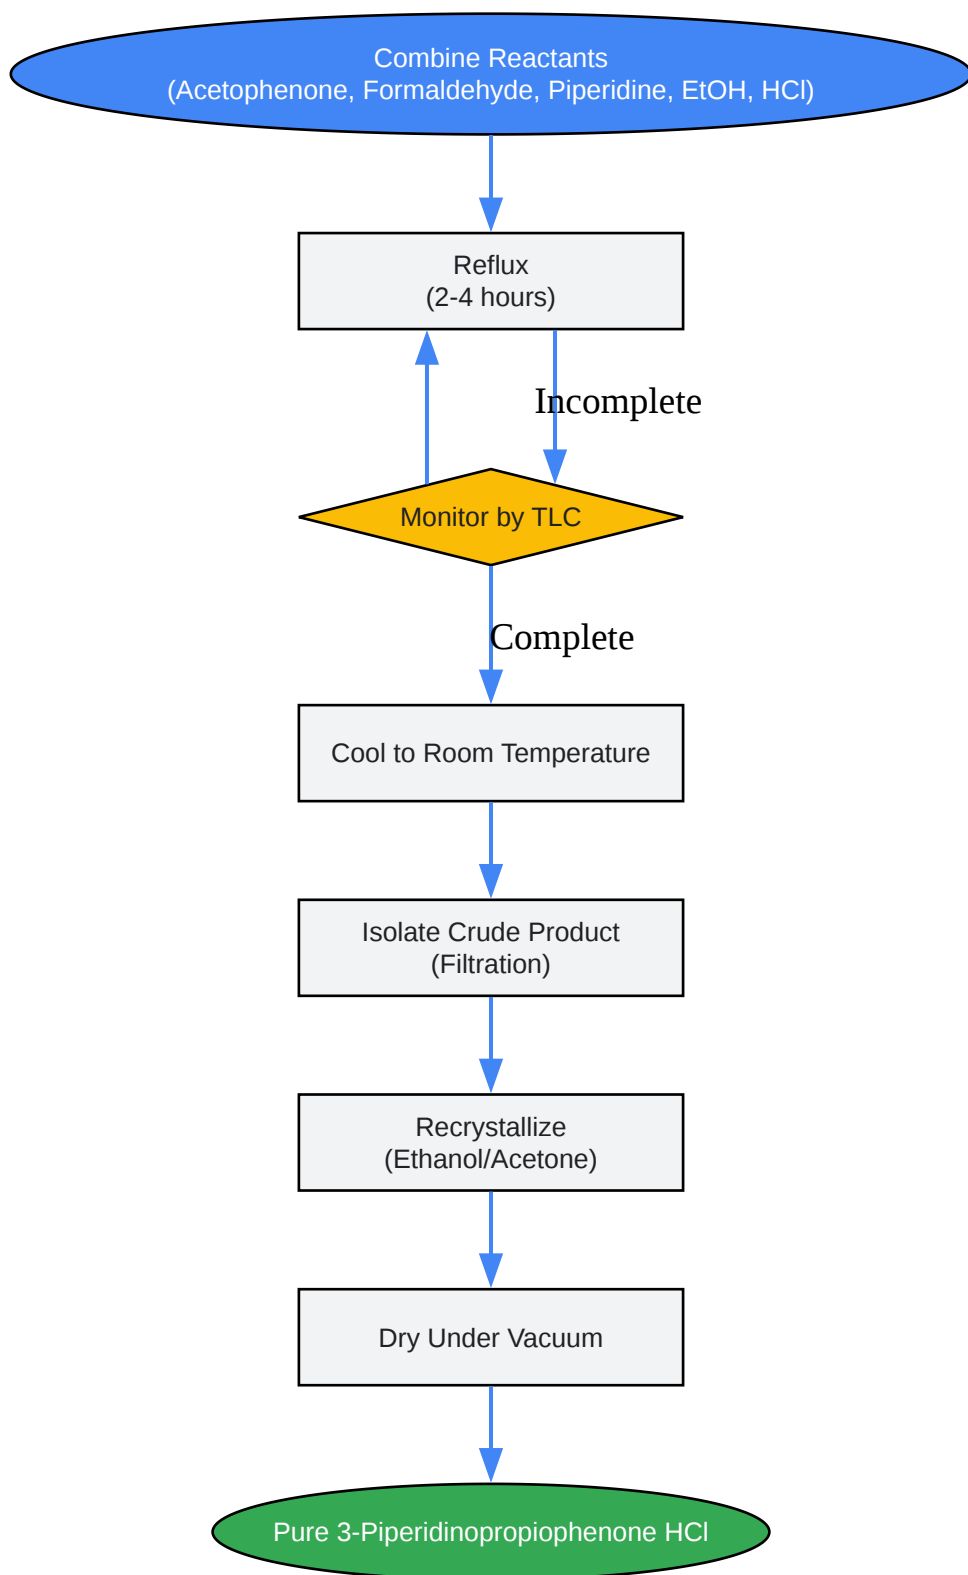 Combine Reactants
(Acetophenone, Formaldehyde, Piperidine, EtOH, HCl)
Reflux
(2-4 hours)
Incomplete
Monitor by TLC
Complete
Cool to Room Temperature
Isolate Crude Product
(Filtration)
Recrystallize
(Ethanol/Acetone)
Dry Under Vacuum
Pure 3-Piperidinopropiophenone HCl